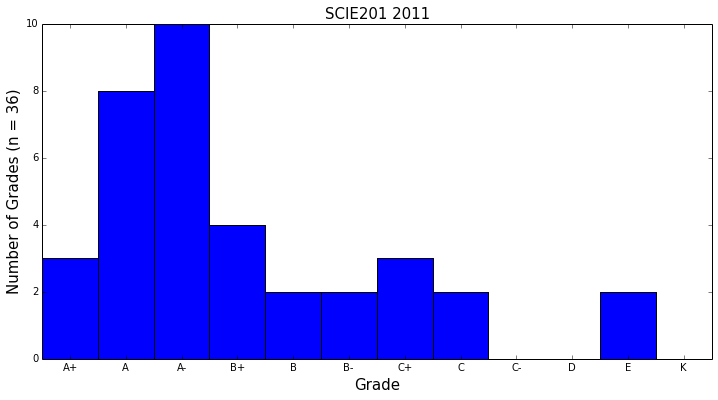 SCIE201 2011
Number of Grades (n = 36)
10
8
6
4
2
0
A+ A A- B+ B B- C+ C C- D E K
Grade